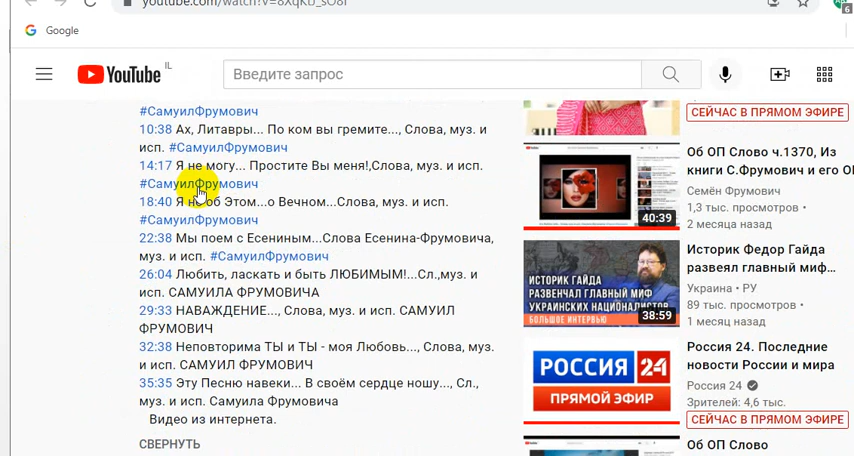 youtube.com/watch?v=8XqKb_sO8I
6
Google
YouTube IL
Введите запрос
#СамуилФрумович
10:38 Ах, Литавры... По ком вы гремите..., Слова, муз. и
исп. #СамуилФрумович
14:17 Я не могу... Простите Вы меня!,Слова, муз. и исп.
#СамуилФрумович
18:40 Я не об Этом...о Вечном...Слова, муз. и исп.
#СамуилФрумович
22:38 Мы поем с Есениным...Слова Есенина-Фрумовича,
муз. и исп. #СамуилФрумович
26:04 Любить, ласкать и быть ЛЮБИМЫМ!...Сл.,муз. и
исп. САМУИЛА ФРУМОВИЧА
29:33 НАВАЖДЕНИЕ..., Слова, муз. и исп. САМУИЛ
ФРУМОВИЧ
32:38 Неповторима ТЫ и ТЫ - моя Любовь..., Слова, муз.
и исп. САМУИЛ ФРУМОВИЧ
35:35 Эту Песню навеки... В своём сердце ношу..., Сл.,
муз. и исп. Самуила Фрумовича
Видео из интернета.
СВЕРНУТЬ
СЕЙЧАС В ПРЯМОМ ЭФИРЕ
40:39
Об ОП Слово ч.1370, Из
книги С.Фрумович и его О
Семён Фрумович
1,3 тыс. просмотров •
2 месяца назад
ИСТОРИК ГАЙДА
РАЗВЕНЧАЛ ГЛАВНЫЙ МИФ
УКРАИНСКИХ НАЦИОНАЛИСТОВ
БОЛЬШОЕ ИНТЕРВЬЮ
38:59
Историк Федор Гайда
развеял главный миф...
Украина • РУ
89 тыс. просмотров •
1 месяц назад
РОССИЯ 24
ПРЯМОЙ ЭФИР
Россия 24. Последние
новости России и мира
Россия 24
Зрителей: 4,6 тыс.
СЕЙЧАС В ПРЯМОМ ЭФИРЕ
Об ОП Слово